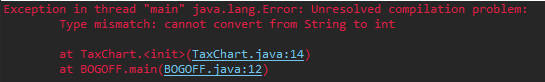 Exception in thread "main" java.lang.Error: Unresolved compilation problem:
Type mismatch: cannot convert from String to int
at TaxChart.<init>(TaxChart.java:14)
at BOGOFF.main(BOGOFF.java:12)